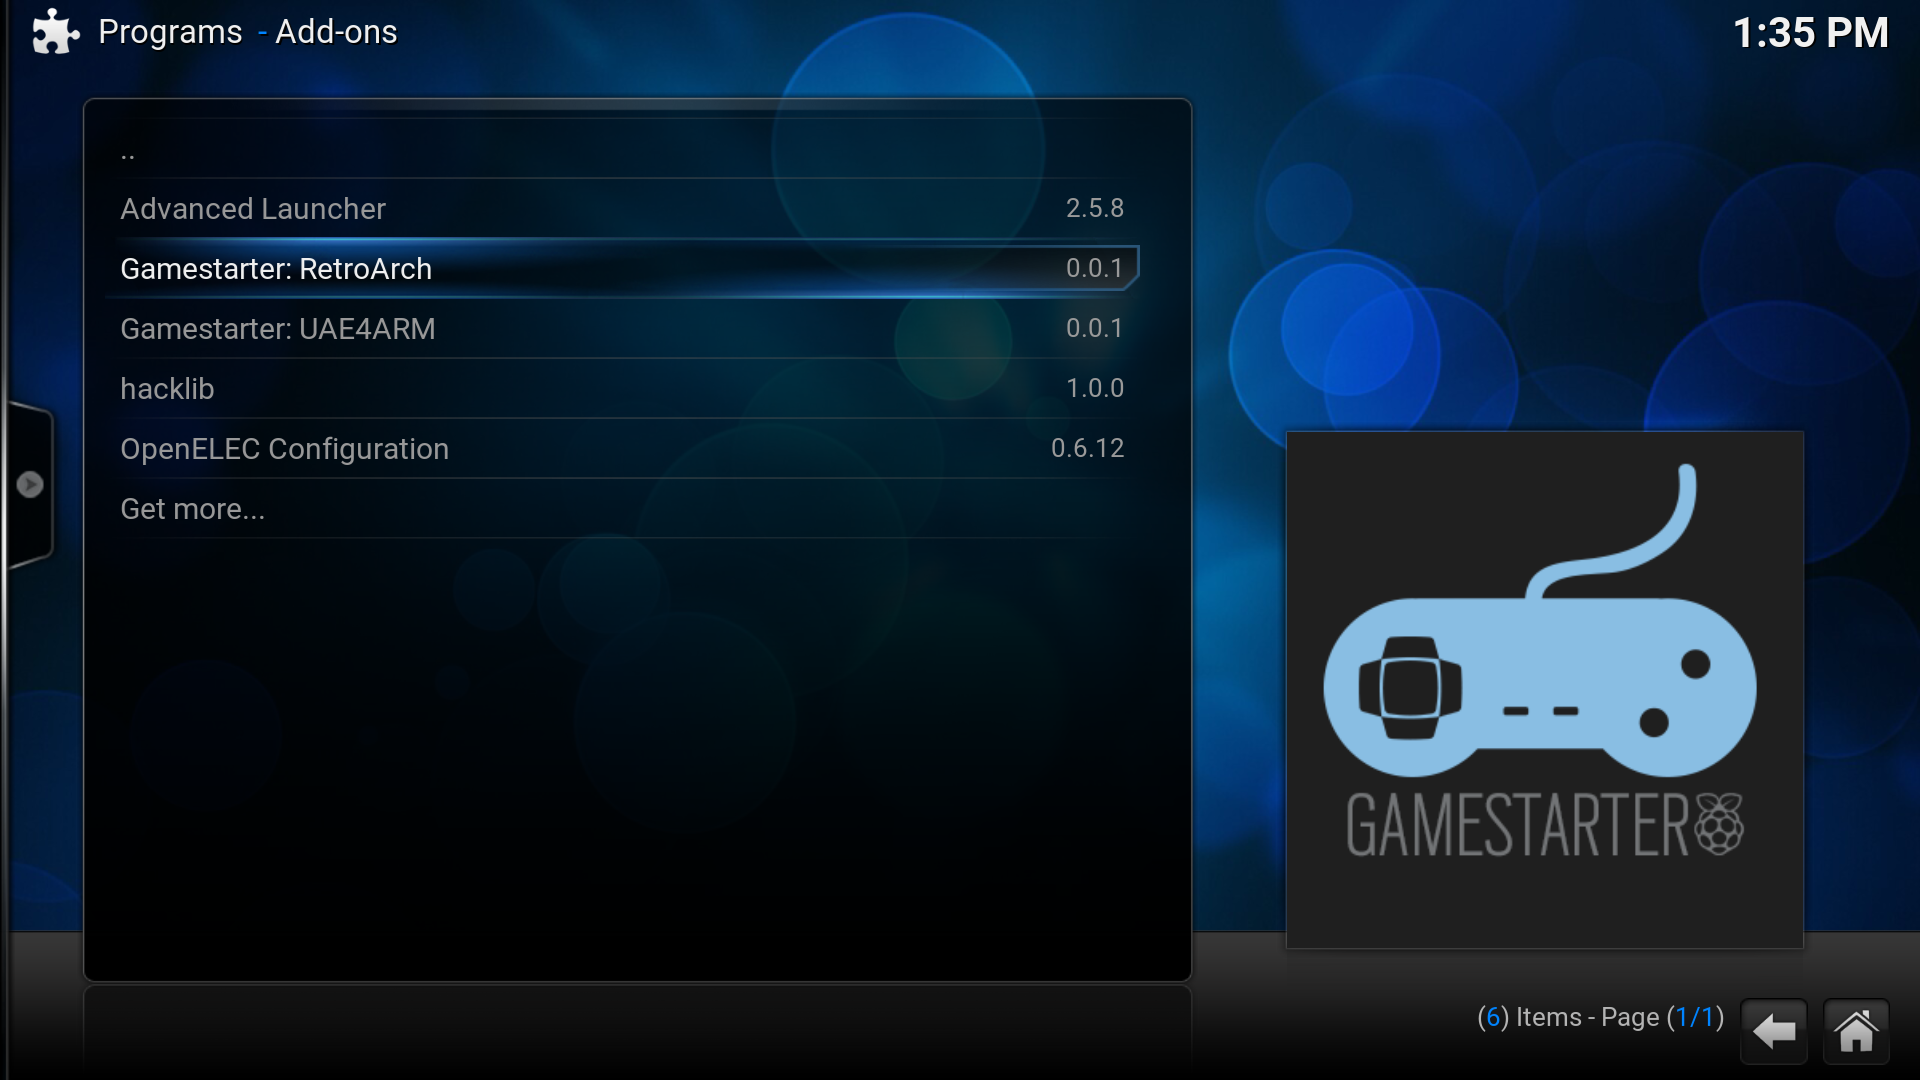 Programs - Add-ons
1:35 PM
..
Advanced Launcher 2.5.8
Gamestarter: RetroArch 0.0.1
Gamestarter: UAE4ARM 0.0.1
hacklib 1.0.0
OpenELEC Configuration 0.6.12
Get more...
GAMESTARTER
(6) Items - Page (1/1)